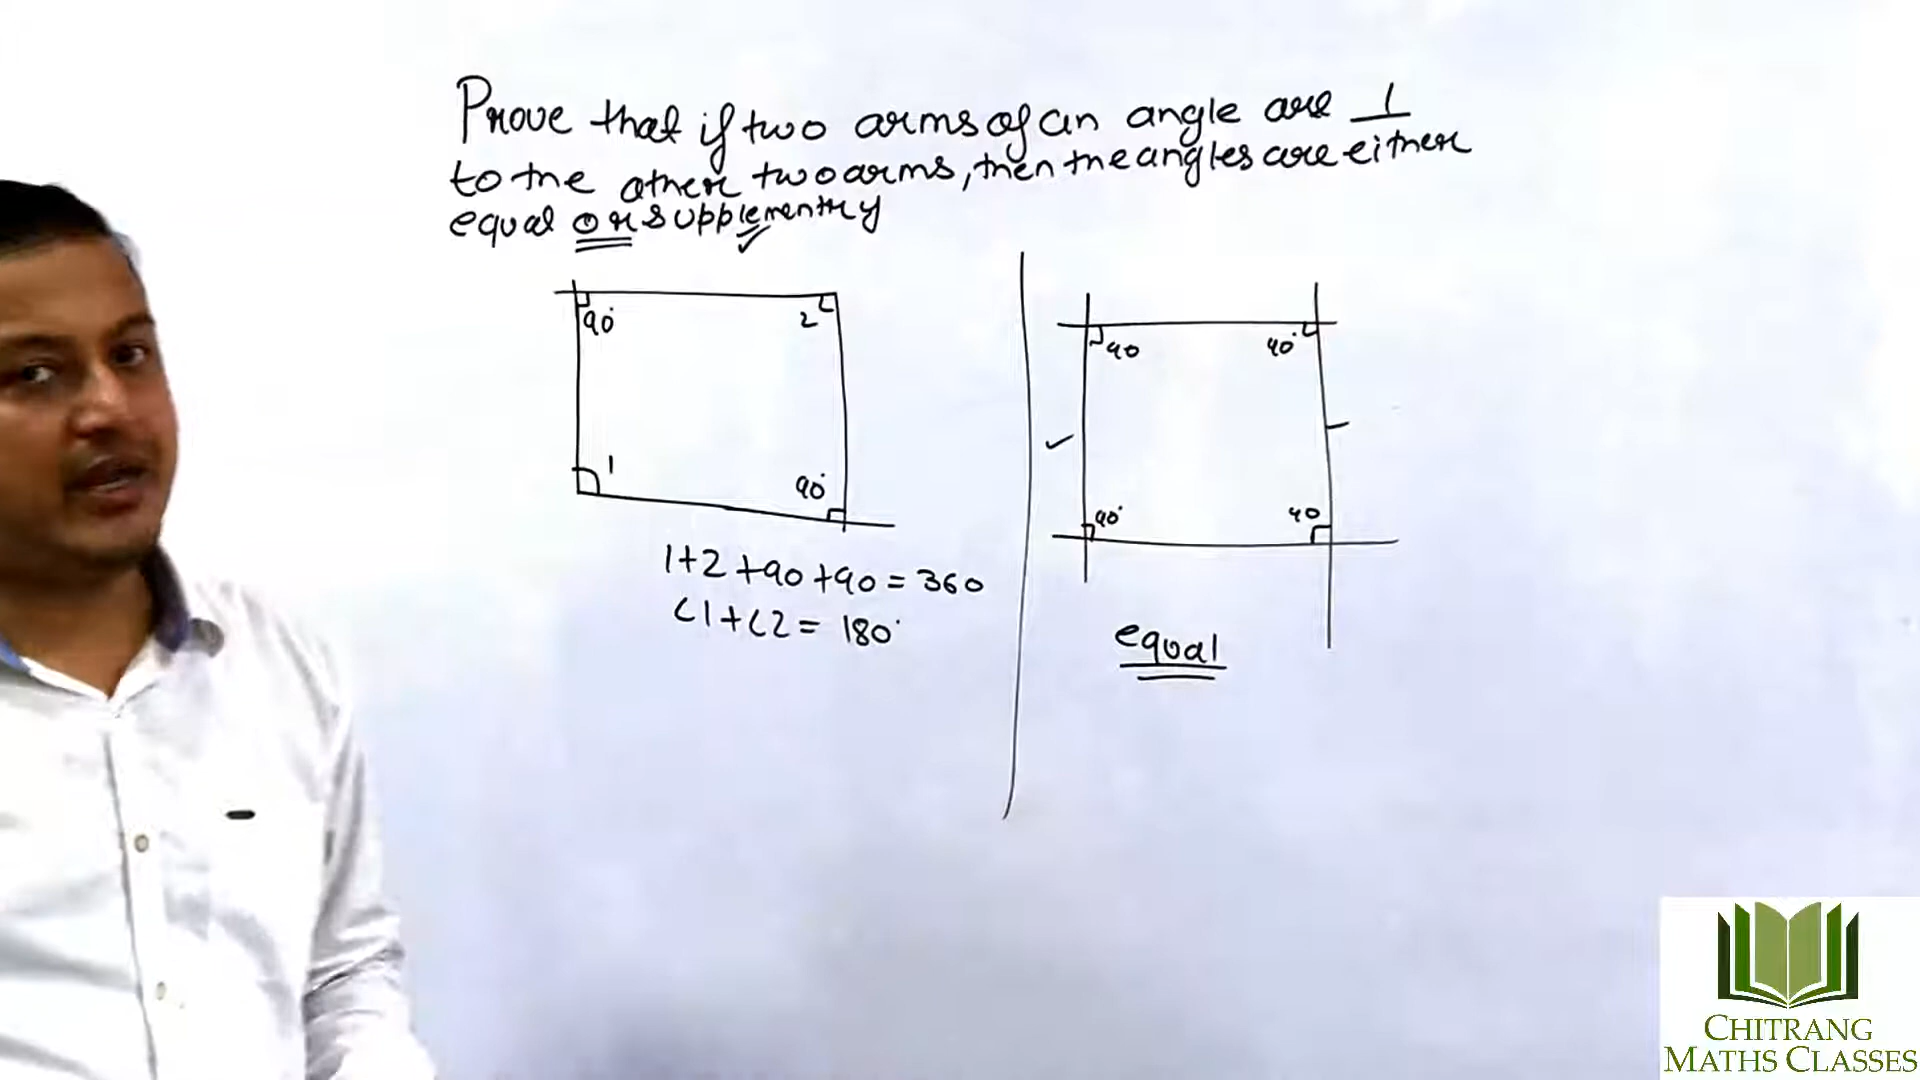 Prove that if two arms of an angle are ⊥
to the other two arms, then the angles are either
equal or supplementry
90°
2
1
90°
1+2+90+90=360
∠1+∠2=180°
90
90°
90°
90
equal
CHITRANG
MATHS CLASSES